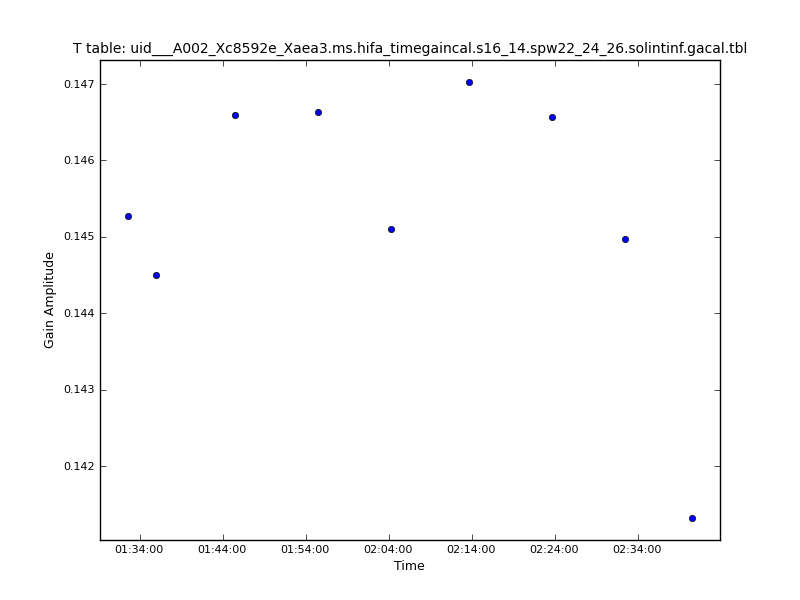 T table: uid___A002_Xc8592e_Xaea3.ms.hifa_timegaincal.s16_14.spw22_24_26.solintinf.gacal.tbl
0.147
0.146
0.145
0.144
0.143
0.142
Gain Amplitude
01:34:00 01:44:00 01:54:00 02:04:00 02:14:00 02:24:00 02:34:00
Time